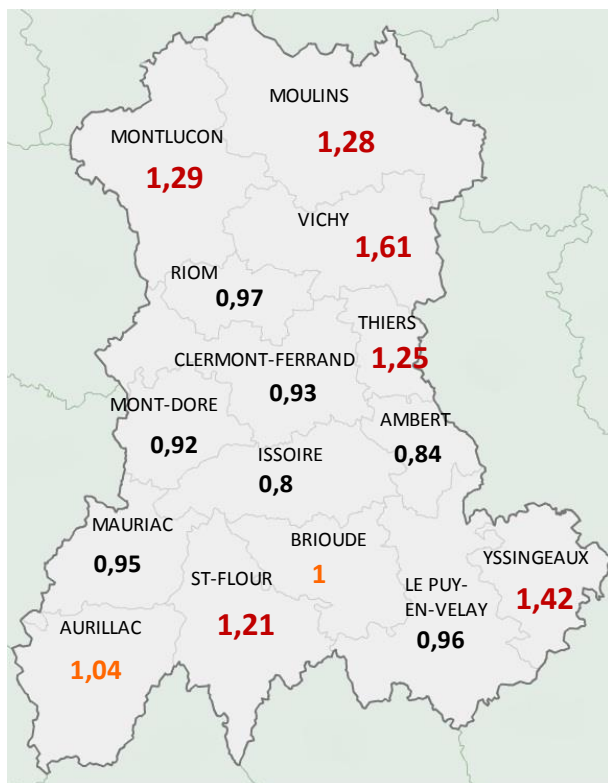 MOULINS
1,28
MONTLUCON
1,29
VICHY
1,61
RIOM
0,97
THIERS
1,25
CLERMONT-FERRAND
0,93
MONT-DORE
0,92
AMBERT
0,84
ISSOIRE
0,8
MAURIAC
0,95
BRIOUDE
1
ST-FLOUR
1,21
LE PUY-
EN-VELAY
0,96
YSSINGEAUX
1,42
AURILLAC
1,04